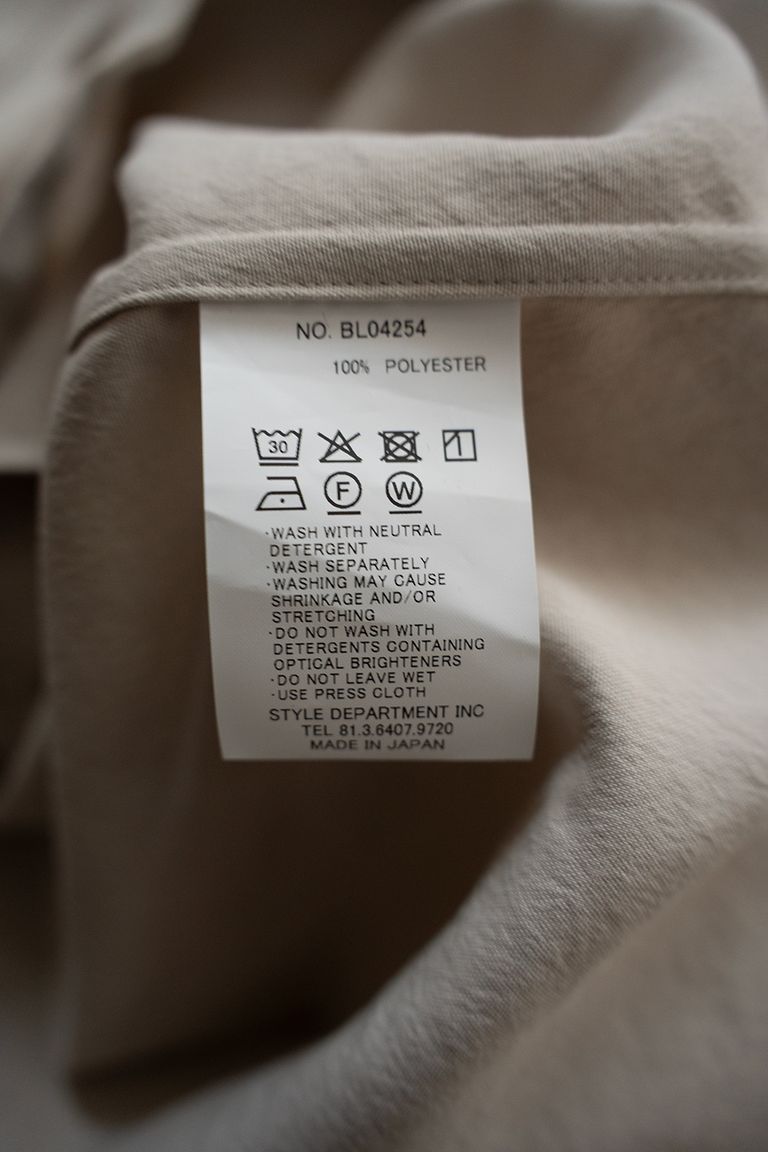 NO. BL04254
100% POLYESTER
30
F W
·WASH WITH NEUTRAL
DETERGENT
·WASH SEPARATELY
·WASHING MAY CAUSE
SHRINKAGE AND/OR
STRETCHING
·DO NOT WASH WITH
DETERGENTS CONTAINING
OPTICAL BRIGHTENERS
·DO NOT LEAVE WET
·USE PRESS CLOTH
STYLE DEPARTMENT INC
TEL 81.3.6407.9720
MADE IN JAPAN